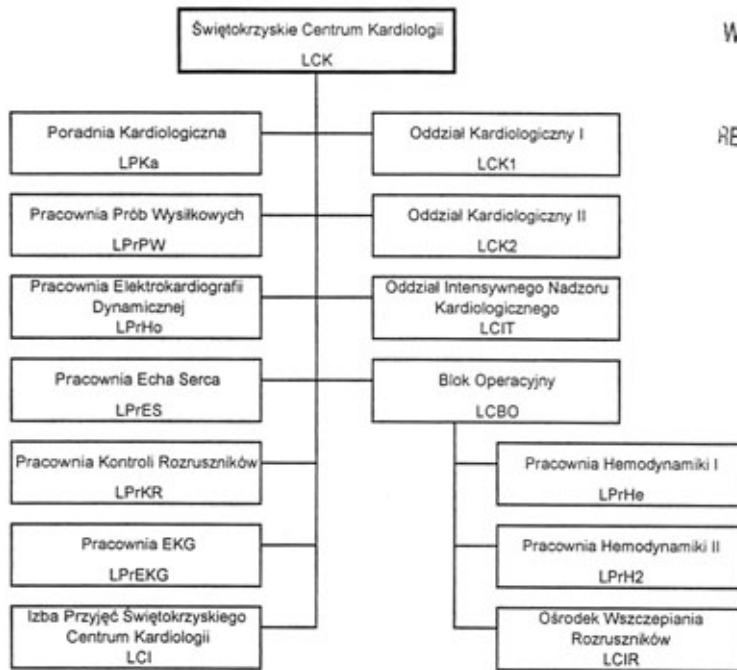 Świętokrzyskie Centrum Kardiologii
LCK
Poradnia Kardiologiczna
LPKa
Oddział Kardiologiczny I
LCK1
Pracownia Prób Wysiłkowych
LPrPW
Oddział Kardiologiczny II
LCK2
Pracownia Elektrokardiografii
Dynamicznej
LPrHo
Oddział Intensywnego Nadzoru
Kardiologicznego
LCIT
Pracownia Echa Serca
LPrES
Blok Operacyjny
LCBO
Pracownia Kontroli Rozruszników
LPrKR
Pracownia Hemodynamiki I
LPrHe
Pracownia EKG
LPrEKG
Pracownia Hemodynamiki II
LPrH2
Izba Przyjęć Świętokrzyskiego
Centrum Kardiologii
LCI
Ośrodek Wszczepiania
Rozruszników
LCIR